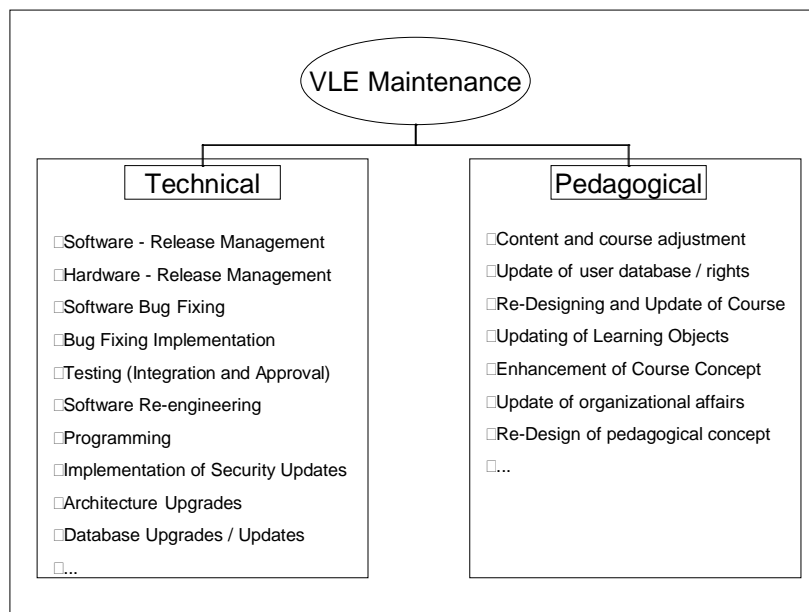 VLE Maintenance
Technical
□Software - Release Management
□Hardware - Release Management
□Software Bug Fixing
□Bug Fixing Implementation
□Testing (Integration and Approval)
□Software Re-engineering
□Programming
□Implementation of Security Updates
□Architecture Upgrades
□Database Upgrades / Updates
□...
Pedagogical
□Content and course adjustment
□Update of user database / rights
□Re-Designing and Update of Course
□Updating of Learning Objects
□Enhancement of Course Concept
□Update of organizational affairs
□Re-Design of pedagogical concept
□...